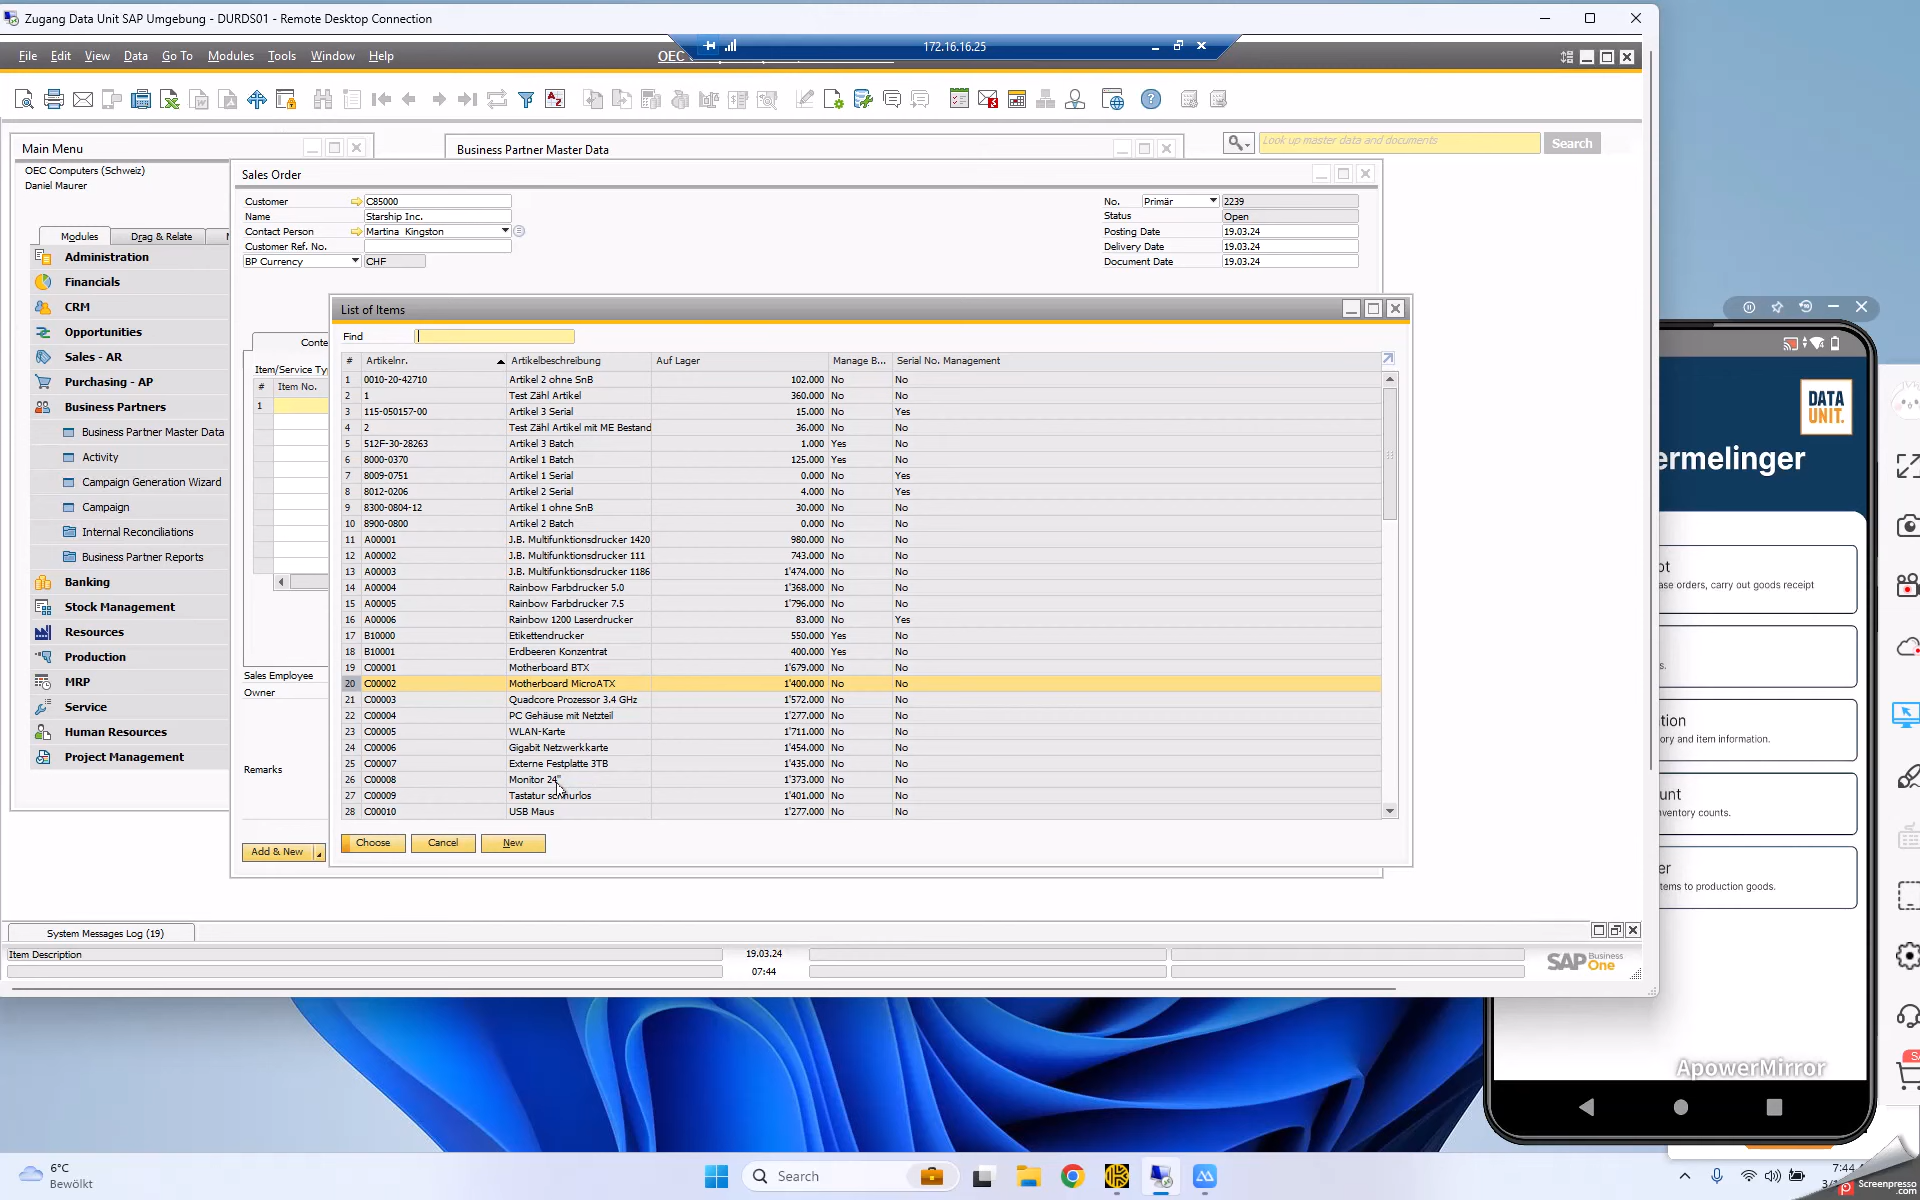 Zugang Data Unit SAP Umgebung - DURDS01 - Remote Desktop Connection
File Edit View Data Go To Modules Tools Window Help
OEC
172.16.16.25
Main Menu
Business Partner Master Data
Look up master data and documents
Search
OEC Computers (Schweiz)
Daniel Maurer
Sales Order
Customer C85000
Name Starship Inc.
Contact Person Martina Kingston
Customer Ref. No.
BP Currency CHF
No. Primär 2239
Status Open
Posting Date 19.03.24
Delivery Date 19.03.24
Document Date 19.03.24
Modules Drag & Relate
Administration
Financials
CRM
Opportunities
Sales - AR
Purchasing - AP
Business Partners
Business Partner Master Data
Activity
Campaign Generation Wizard
Campaign
Internal Reconciliations
Business Partner Reports
Banking
Stock Management
Resources
Production
MRP
Service
Human Resources
Project Management
Conte
Item/Service Typ
# Item No.
1
Sales Employee
Owner
Remarks
Add & New
List of Items
Find
# Artikelnr. Artikelbeschreibung Auf Lager Manage B... Serial No. Management
1 0010-20-42710 Artikel 2 ohne SnB 102.000 No No
2 1 Test Zähl Artikel 360.000 No No
3 115-050157-00 Artikel 3 Serial 15.000 No Yes
4 2 Test Zähl Artikel mit ME Bestand 36.000 No No
5 512F-30-28263 Artikel 3 Batch 1.000 Yes No
6 8000-0370 Artikel 1 Batch 125.000 Yes No
7 8009-0751 Artikel 1 Serial 0.000 No Yes
8 8012-0206 Artikel 2 Serial 4.000 No Yes
9 8300-0804-12 Artikel 1 ohne SnB 30.000 No No
10 8900-0800 Artikel 2 Batch 0.000 No No
11 A00001 J.B. Multifunktionsdrucker 1420 980.000 No No
12 A00002 J.B. Multifunktionsdrucker 111 743.000 No No
13 A00003 J.B. Multifunktionsdrucker 1186 1'474.000 No No
14 A00004 Rainbow Farbdrucker 5.0 1'368.000 No No
15 A00005 Rainbow Farbdrucker 7.5 1'796.000 No No
16 A00006 Rainbow 1200 Laserdrucker 83.000 No Yes
17 B10000 Etikettendrucker 550.000 Yes No
18 B10001 Erdbeeren Konzentrat 400.000 Yes No
19 C00001 Motherboard BTX 1'679.000 No No
20 C00002 Motherboard MicroATX 1'400.000 No No
21 C00003 Quadcore Prozessor 3.4 GHz 1'572.000 No No
22 C00004 PC Gehäuse mit Netzteil 1'277.000 No No
23 C00005 WLAN-Karte 1'711.000 No No
24 C00006 Gigabit Netzwerkkarte 1'454.000 No No
25 C00007 Externe Festplatte 3TB 1'435.000 No No
26 C00008 Monitor 24" 1'373.000 No No
27 C00009 Tastatur schnurlos 1'401.000 No No
28 C00010 USB Maus 1'277.000 No No
Choose Cancel New
System Messages Log (19)
Item Description
19.03.24
07:44
SAP Business One
DATA UNIT.
ermelinger
ot
ase orders, carry out goods receipt
s.
tion
ory and item information.
unt
ventory counts.
er
tems to production goods.
ApowerMirror
6°C
Bewölkt
Search
7:44
Screenpresso
.com